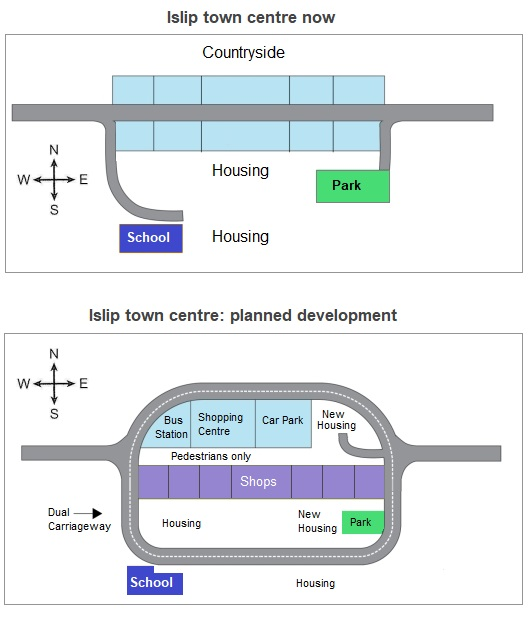 Islip town centre now
Countryside
N
W E
S
Housing
Park
School
Housing
Islip town centre: planned development
N
W E
S
Bus
Station
Shopping
Centre
Car Park
New
Housing
Pedestrians only
Shops
Dual
Carriageway
Housing
New
Housing
Park
School
Housing